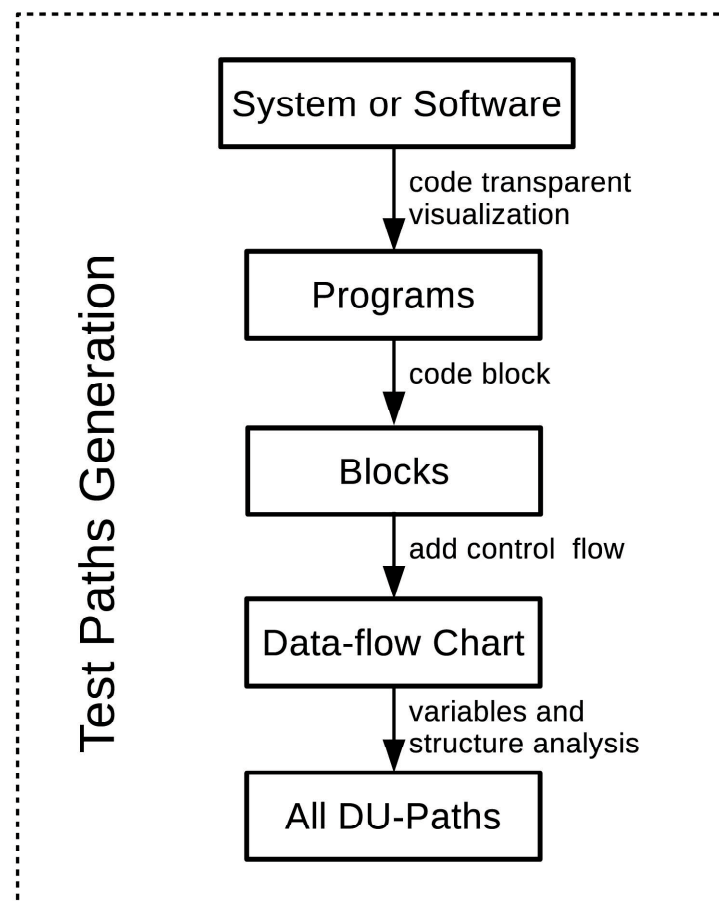 System or Software
code transparent
visualization
Programs
code block
Blocks
add control flow
Data-flow Chart
variables and
structure analysis
All DU-Paths
Test Paths Generation